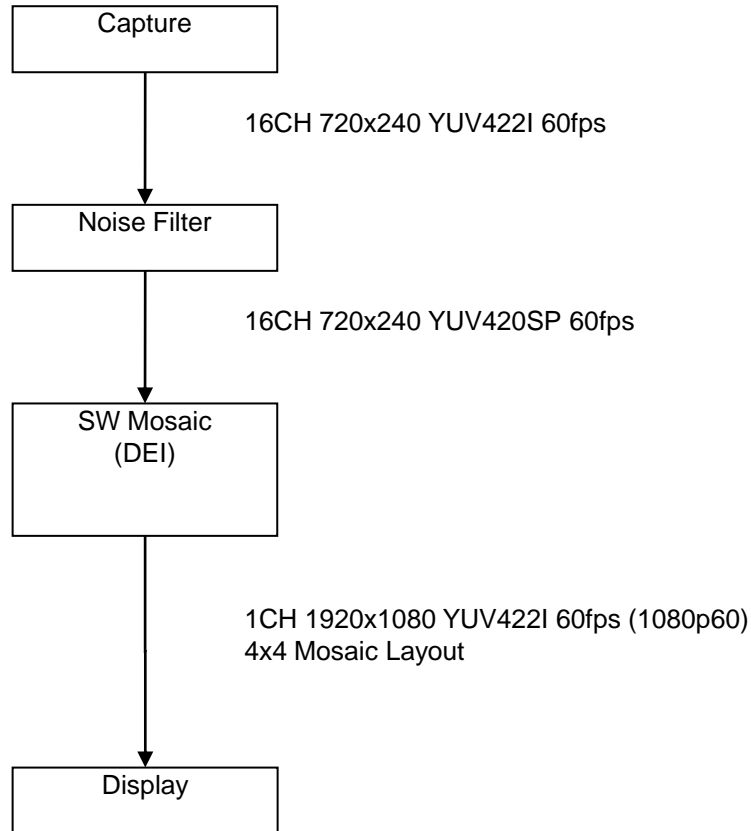 Capture
16CH 720x240 YUV422I 60fps
Noise Filter
16CH 720x240 YUV420SP 60fps
SW Mosaic
(DEI)
1CH 1920x1080 YUV422I 60fps (1080p60)
4x4 Mosaic Layout
Display